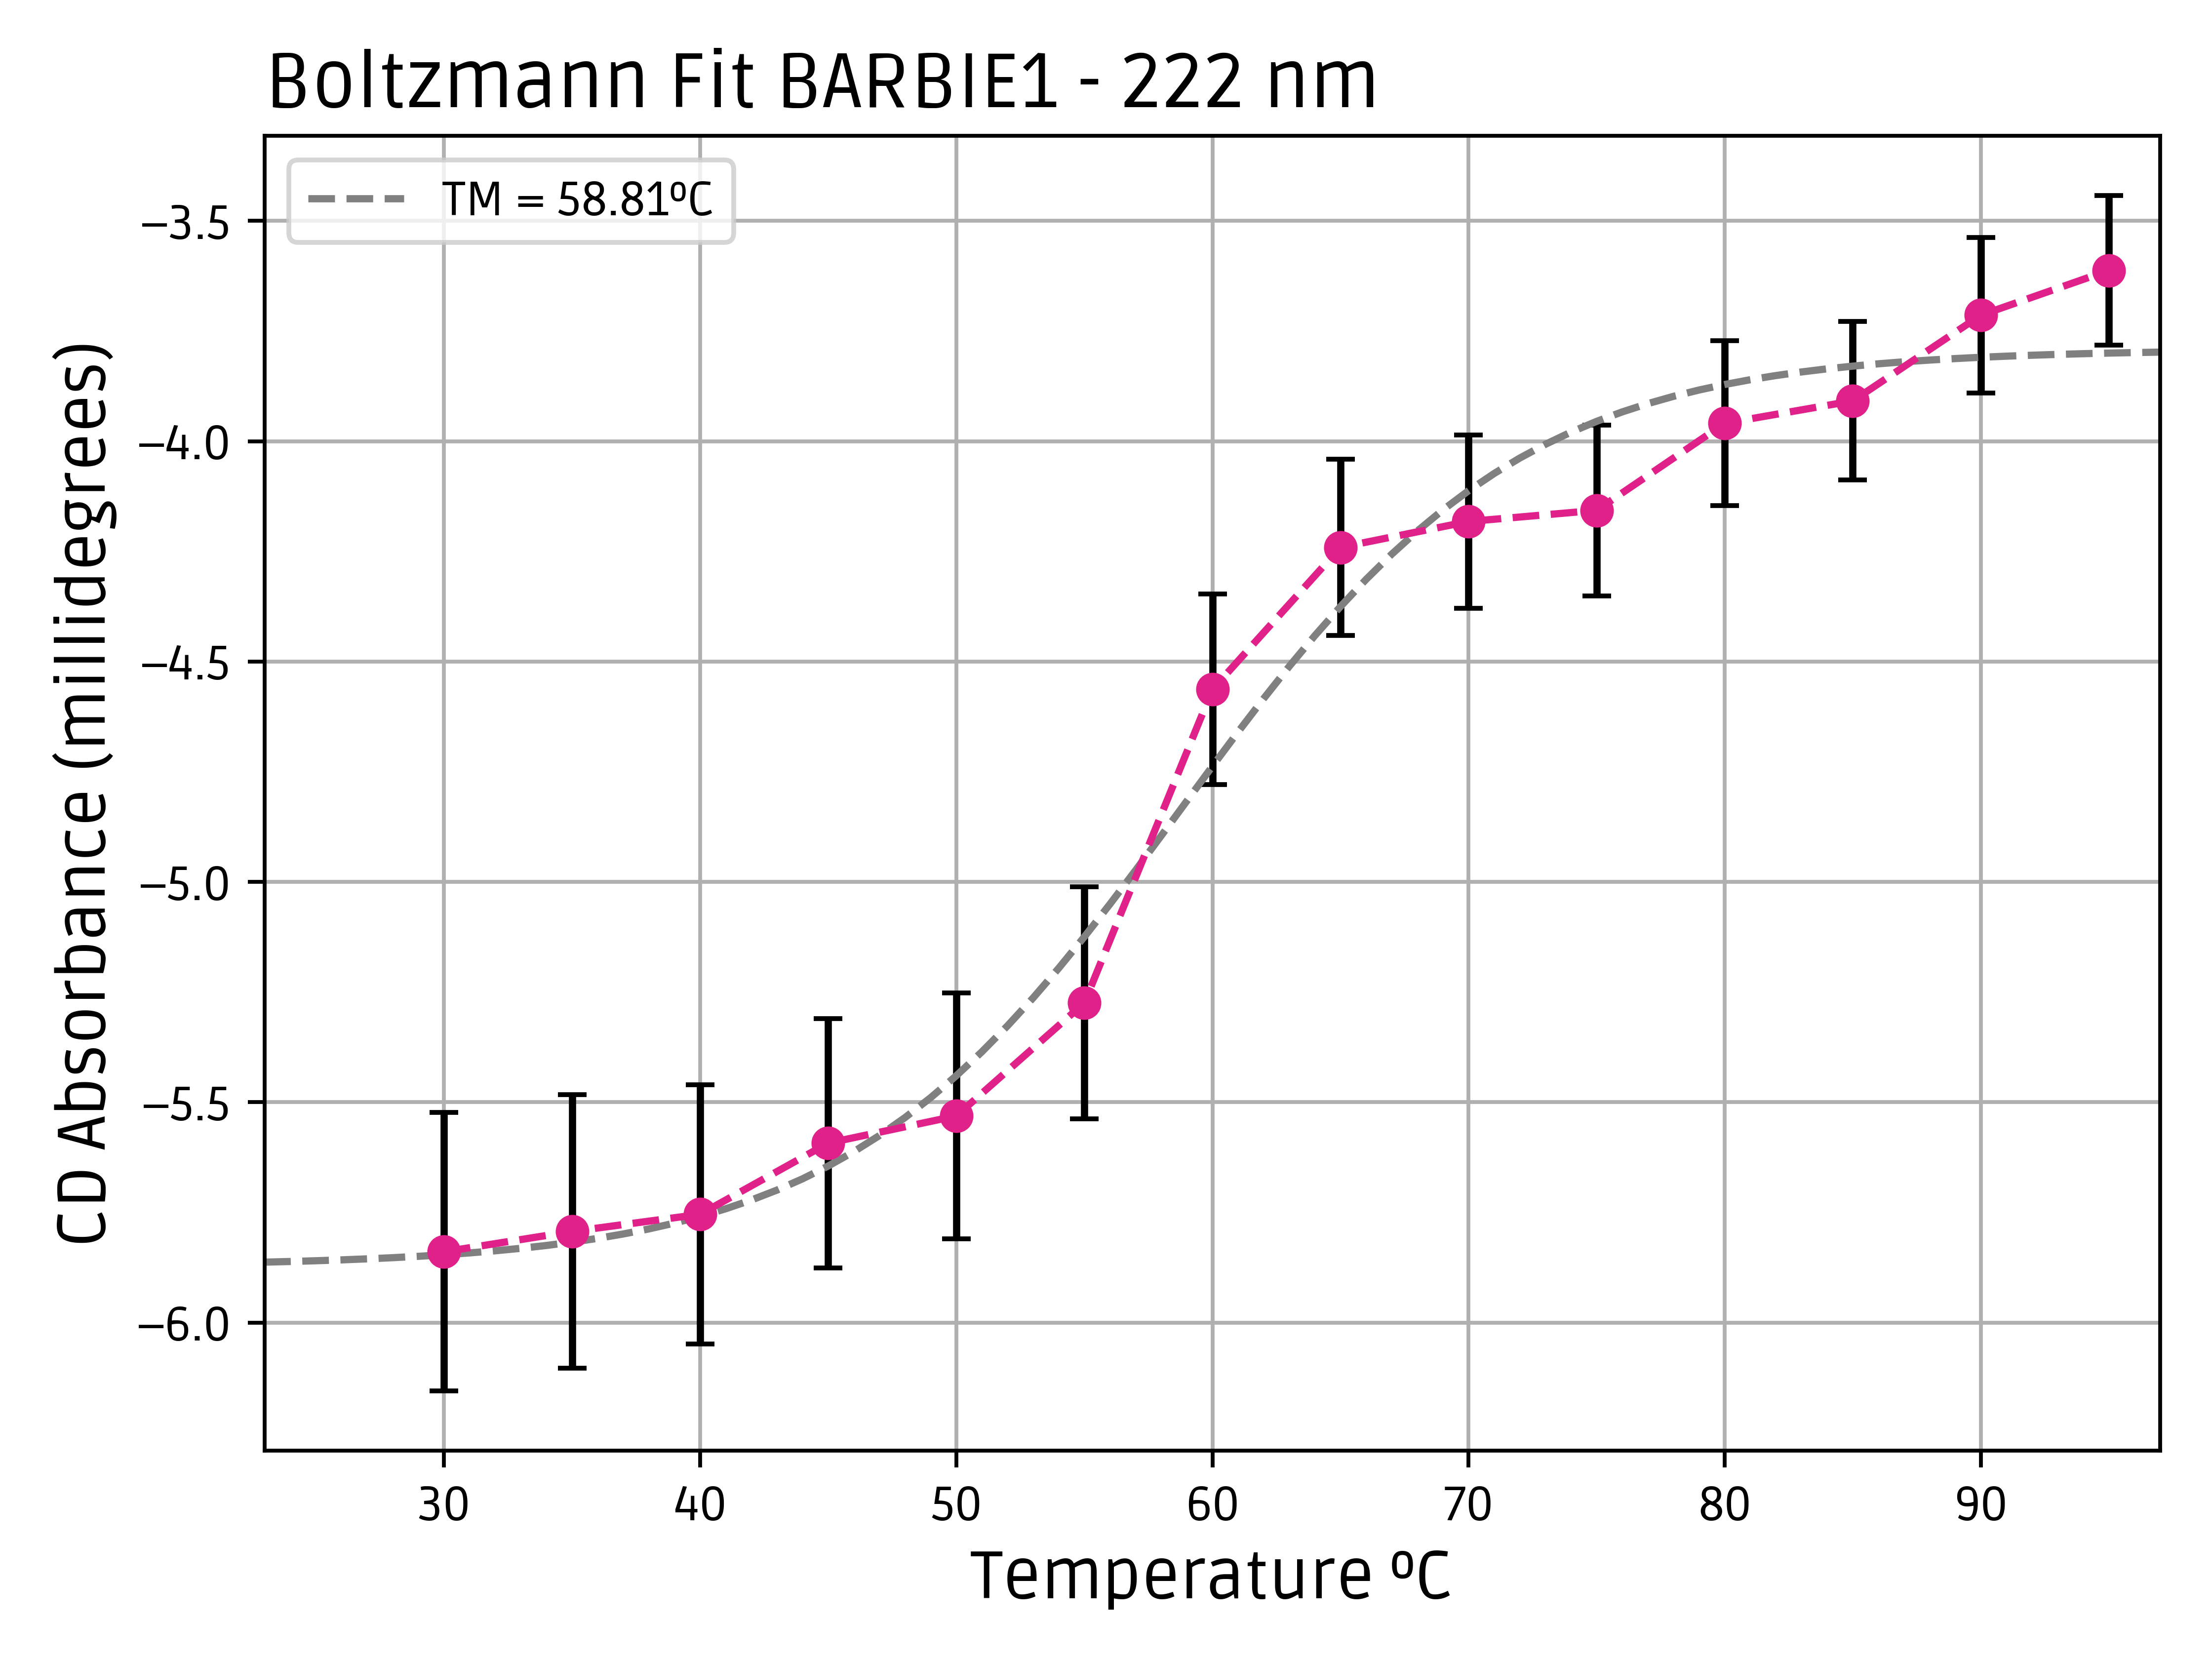 Boltzmann Fit BARBIE1 - 222 nm
TM = 58.81ºC
CD Absorbance (millidegrees)
−3.5
−4.0
−4.5
−5.0
−5.5
−6.0
30 40 50 60 70 80 90
Temperature ºC